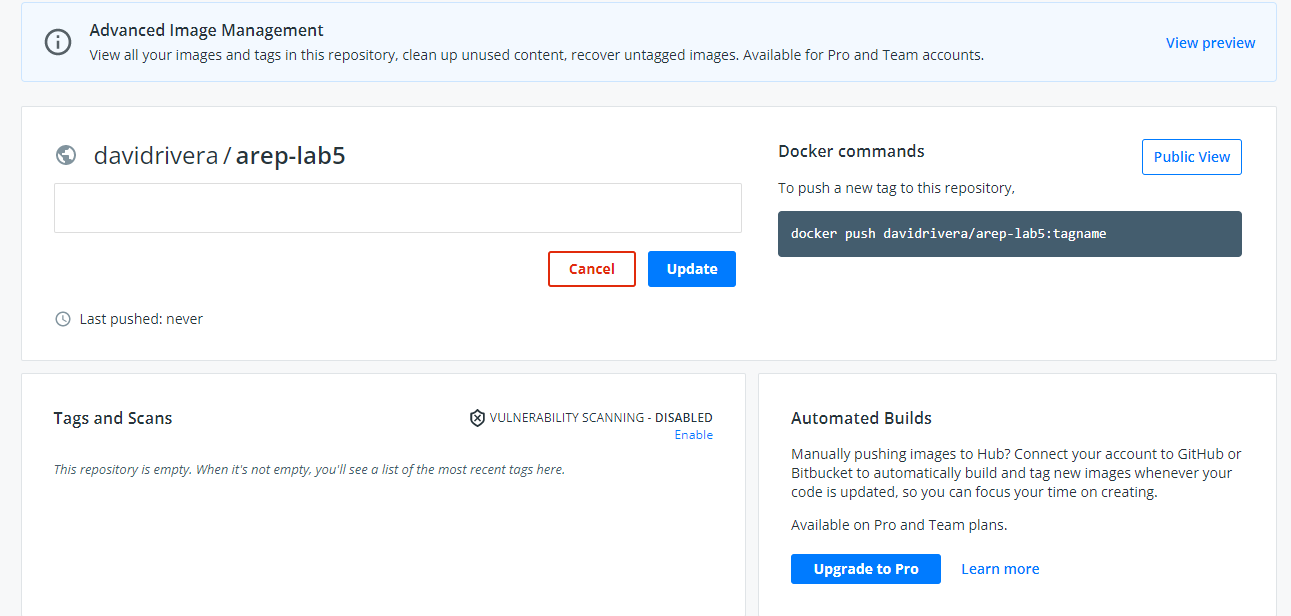 Advanced Image Management
View all your images and tags in this repository, clean up unused content, recover untagged images. Available for Pro and Team accounts.
View preview
davidrivera / arep-lab5
Cancel
Update
Last pushed: never
Docker commands
Public View
To push a new tag to this repository,
docker push davidrivera/arep-lab5:tagname
Tags and Scans
VULNERABILITY SCANNING - DISABLED
Enable
This repository is empty. When it's not empty, you'll see a list of the most recent tags here.
Automated Builds
Manually pushing images to Hub? Connect your account to GitHub or
Bitbucket to automatically build and tag new images whenever your
code is updated, so you can focus your time on creating.
Available on Pro and Team plans.
Upgrade to Pro
Learn more